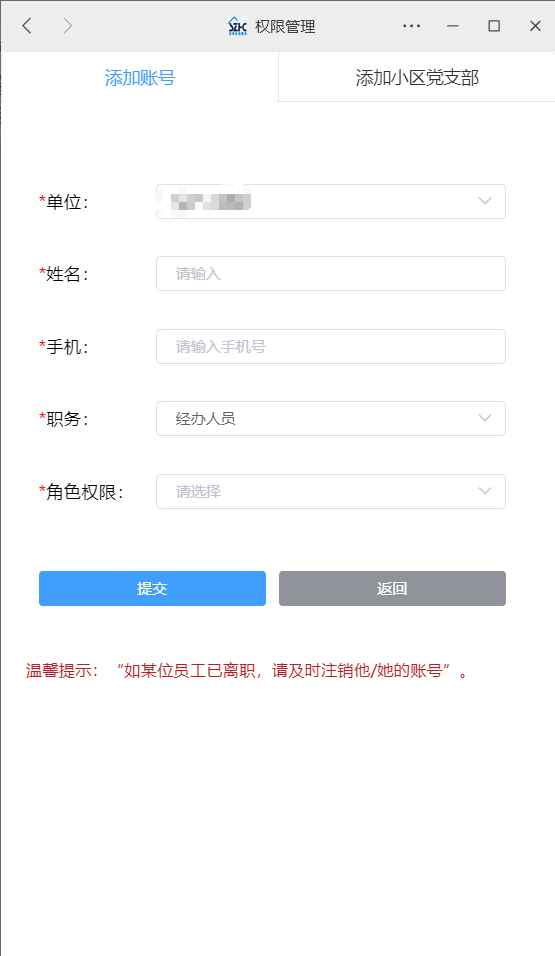 权限管理
添加账号
添加小区党支部
*单位：
*姓名： 请输入
*手机： 请输入手机号
*职务： 经办人员
*角色权限： 请选择
提交 返回
温馨提示：“如某位员工已离职，请及时注销他/她的账号”。